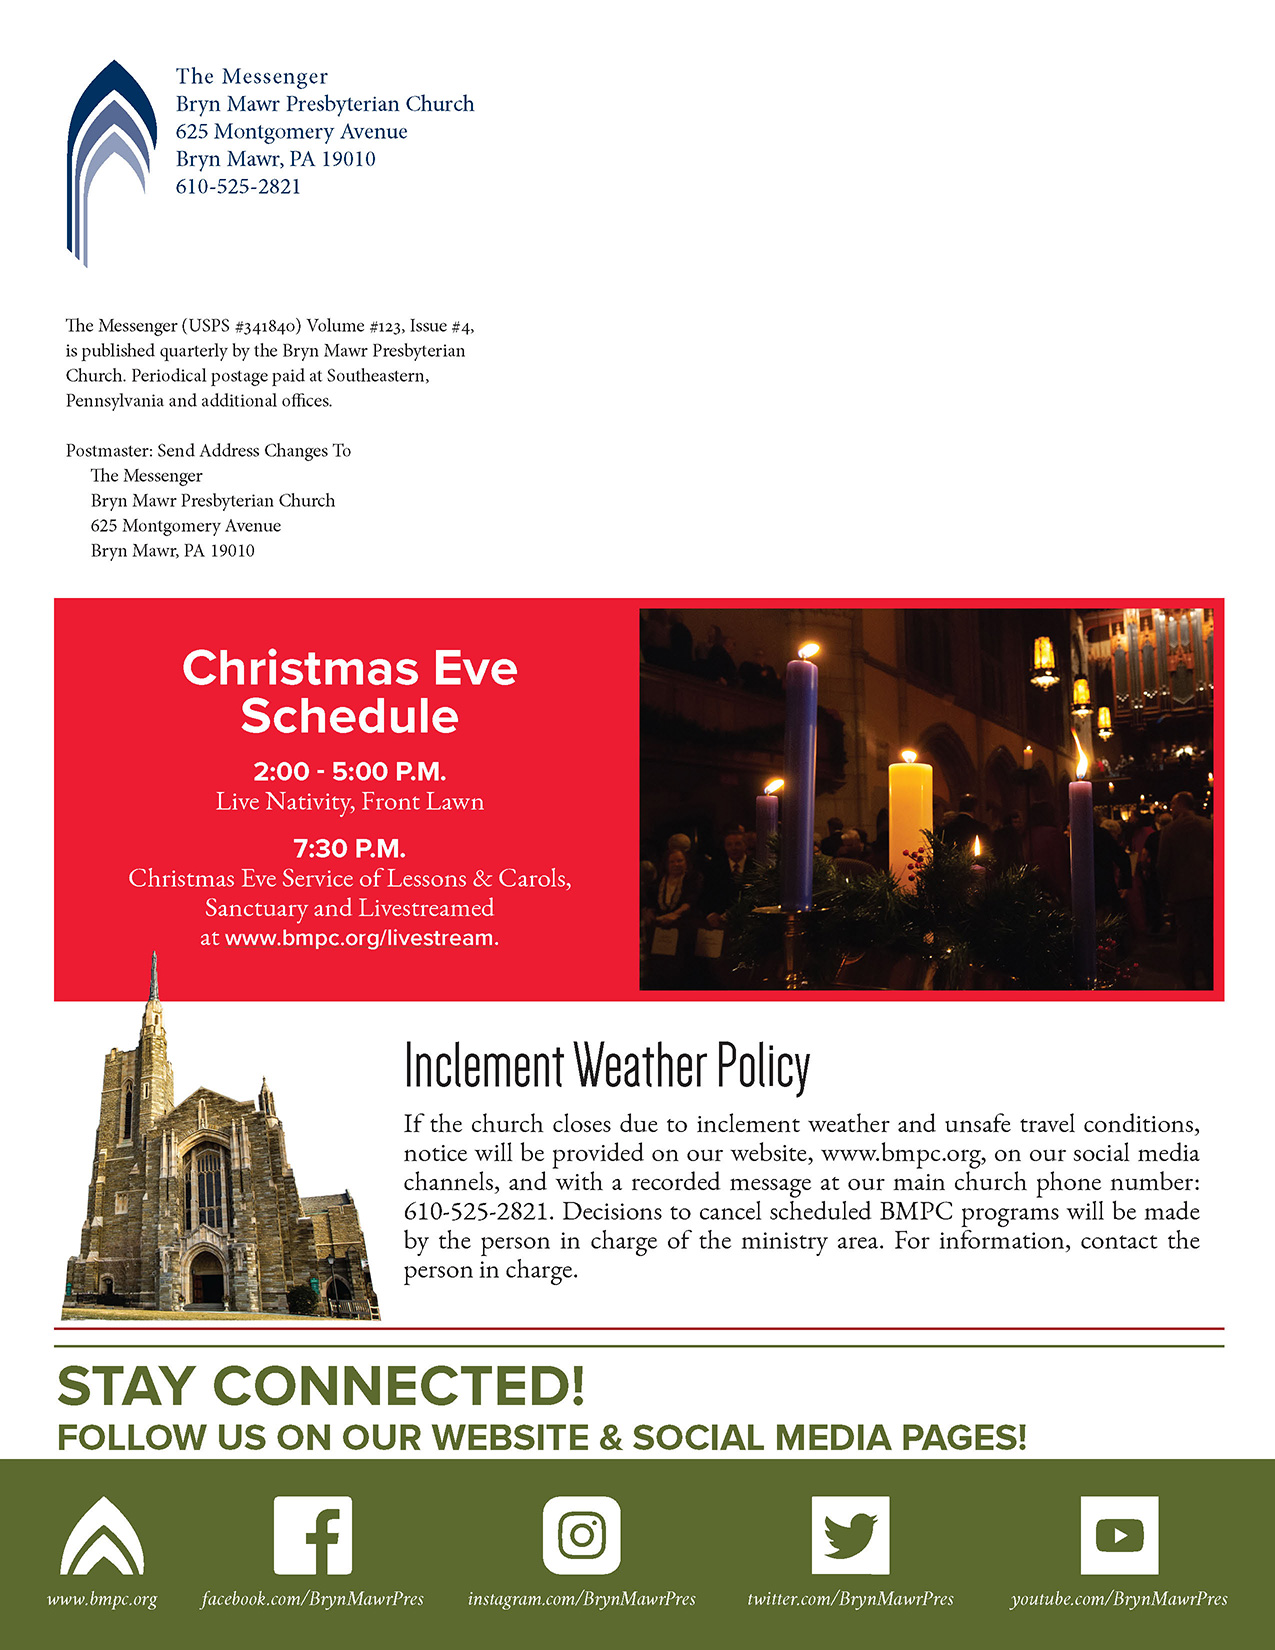 The Messenger
Bryn Mawr Presbyterian Church
625 Montgomery Avenue
Bryn Mawr, PA 19010
610-525-2821
The Messenger (USPS #341840) Volume #123, Issue #4,
is published quarterly by the Bryn Mawr Presbyterian
Church. Periodical postage paid at Southeastern,
Pennsylvania and additional offices.
Postmaster: Send Address Changes To
The Messenger
Bryn Mawr Presbyterian Church
625 Montgomery Avenue
Bryn Mawr, PA 19010
Christmas Eve
Schedule
2:00 - 5:00 P.M.
Live Nativity, Front Lawn
7:30 P.M.
Christmas Eve Service of Lessons & Carols,
Sanctuary and Livestreamed
at www.bmpc.org/livestream.
Inclement Weather Policy
If the church closes due to inclement weather and unsafe travel conditions,
notice will be provided on our website, www.bmpc.org, on our social media
channels, and with a recorded message at our main church phone number:
610-525-2821. Decisions to cancel scheduled BMPC programs will be made
by the person in charge of the ministry area. For information, contact the
person in charge.
STAY CONNECTED!
FOLLOW US ON OUR WEBSITE & SOCIAL MEDIA PAGES!
www.bmpc.org
facebook.com/BrynMawrPres
instagram.com/BrynMawrPres
twitter.com/BrynMawrPres
youtube.com/BrynMawrPres